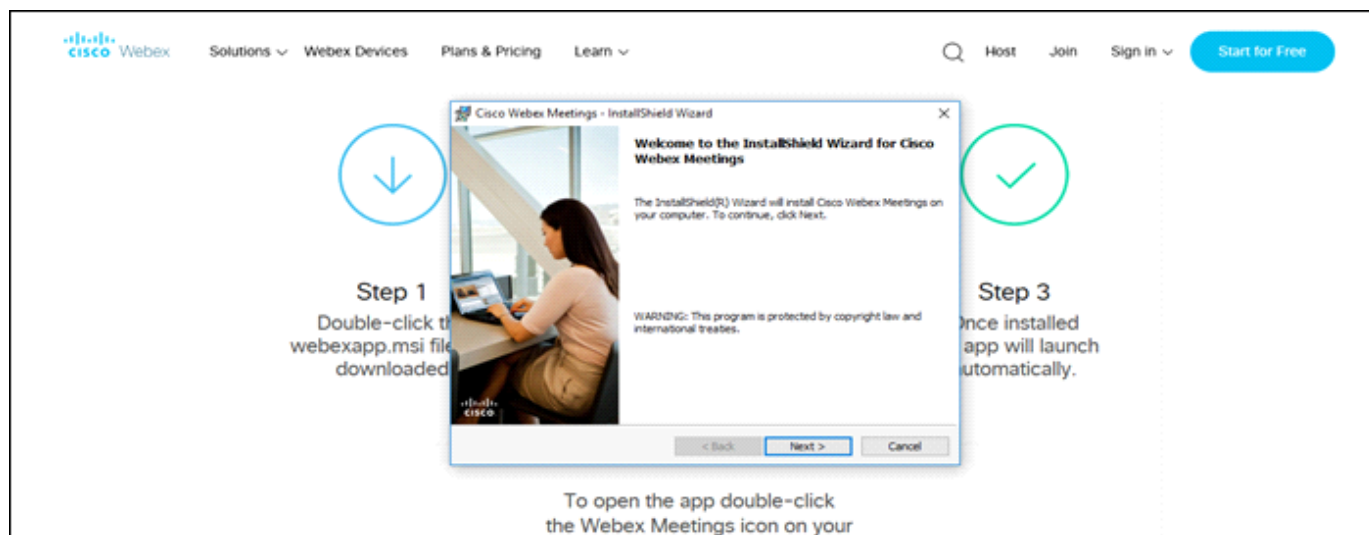 cisco Webex Solutions Webex Devices Plans & Pricing Learn Host Join Sign in Start for Free
Cisco Webex Meetings - InstallShield Wizard
Welcome to the InstallShield Wizard for Cisco
Webex Meetings
The InstallShield(R) Wizard will install Cisco Webex Meetings on
your computer. To continue, click Next.
WARNING: This program is protected by copyright law and
international treaties.
cisco
< Back Next > Cancel
Step 1
Double-click
webexapp.msi
downloaded
Step 3
installed
app will launch
To open the app double-click
the Webex Meetings icon on your